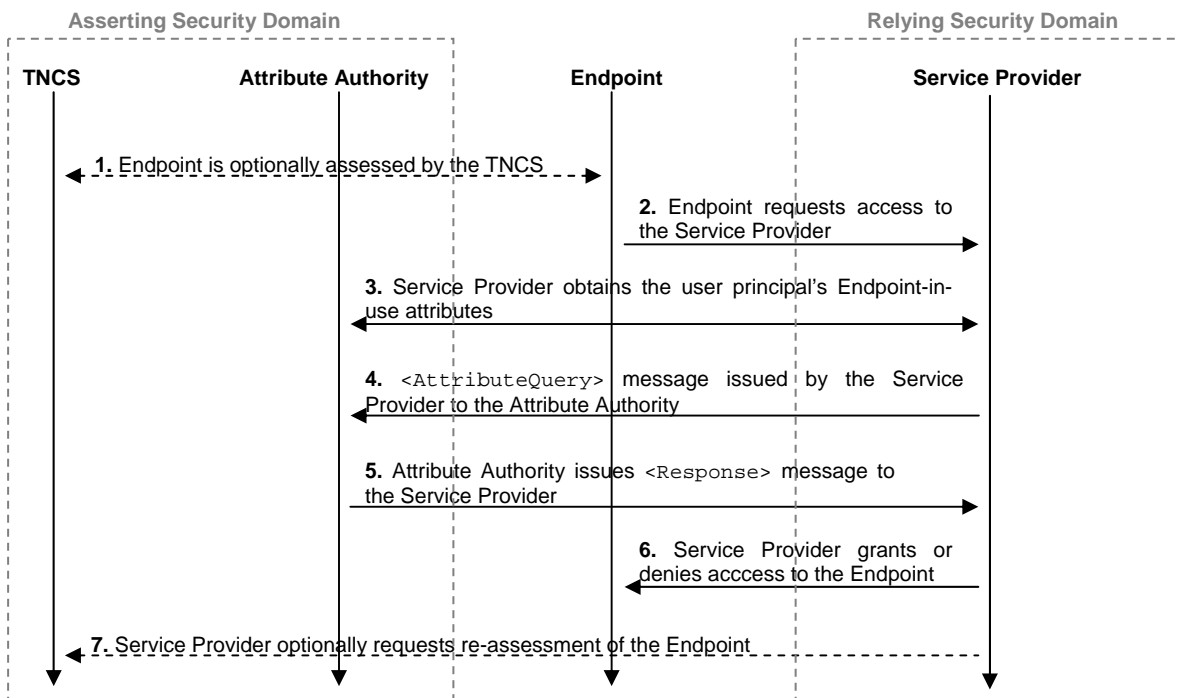 Asserting Security Domain
Relying Security Domain
TNCS
Attribute Authority
Endpoint
Service Provider
1. Endpoint is optionally assessed by the TNCS
2. Endpoint requests access to
the Service Provider
3. Service Provider obtains the user principal's Endpoint-in-
use attributes
4. <AttributeQuery> message issued by the Service
Provider to the Attribute Authority
5. Attribute Authority issues <Response> message to
the Service Provider
6. Service Provider grants or
denies acccess to the Endpoint
7. Service Provider optionally requests re-assessment of the Endpoint